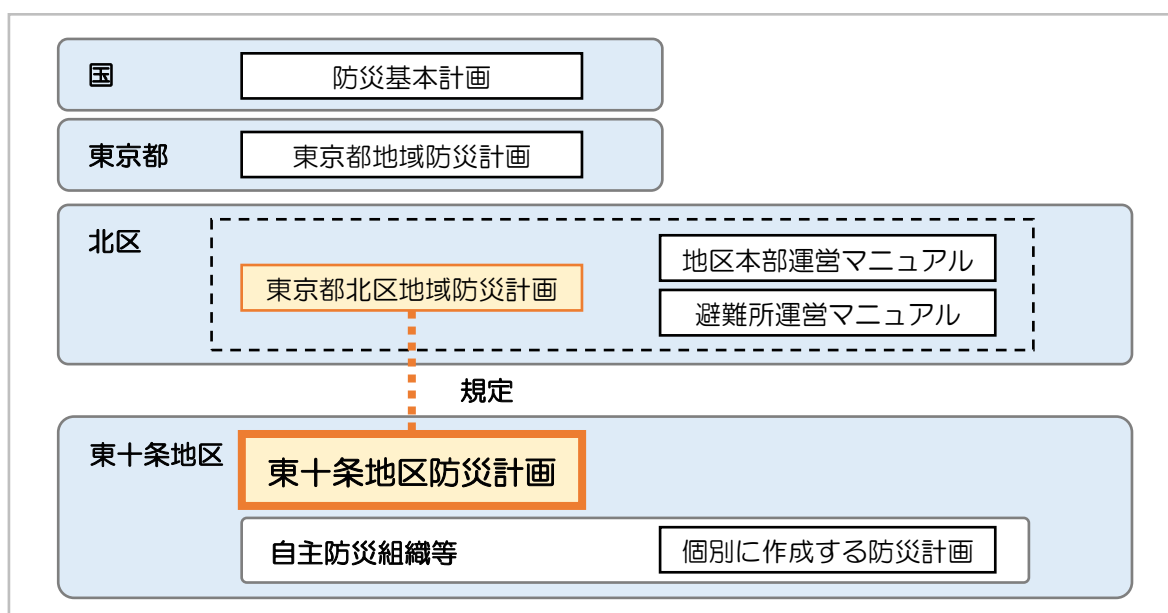 国
防災基本計画
東京都
東京都地域防災計画
北区
東京都北区地域防災計画
地区本部運営マニュアル
避難所運営マニュアル
規定
東十条地区
東十条地区防災計画
自主防災組織等
個別に作成する防災計画